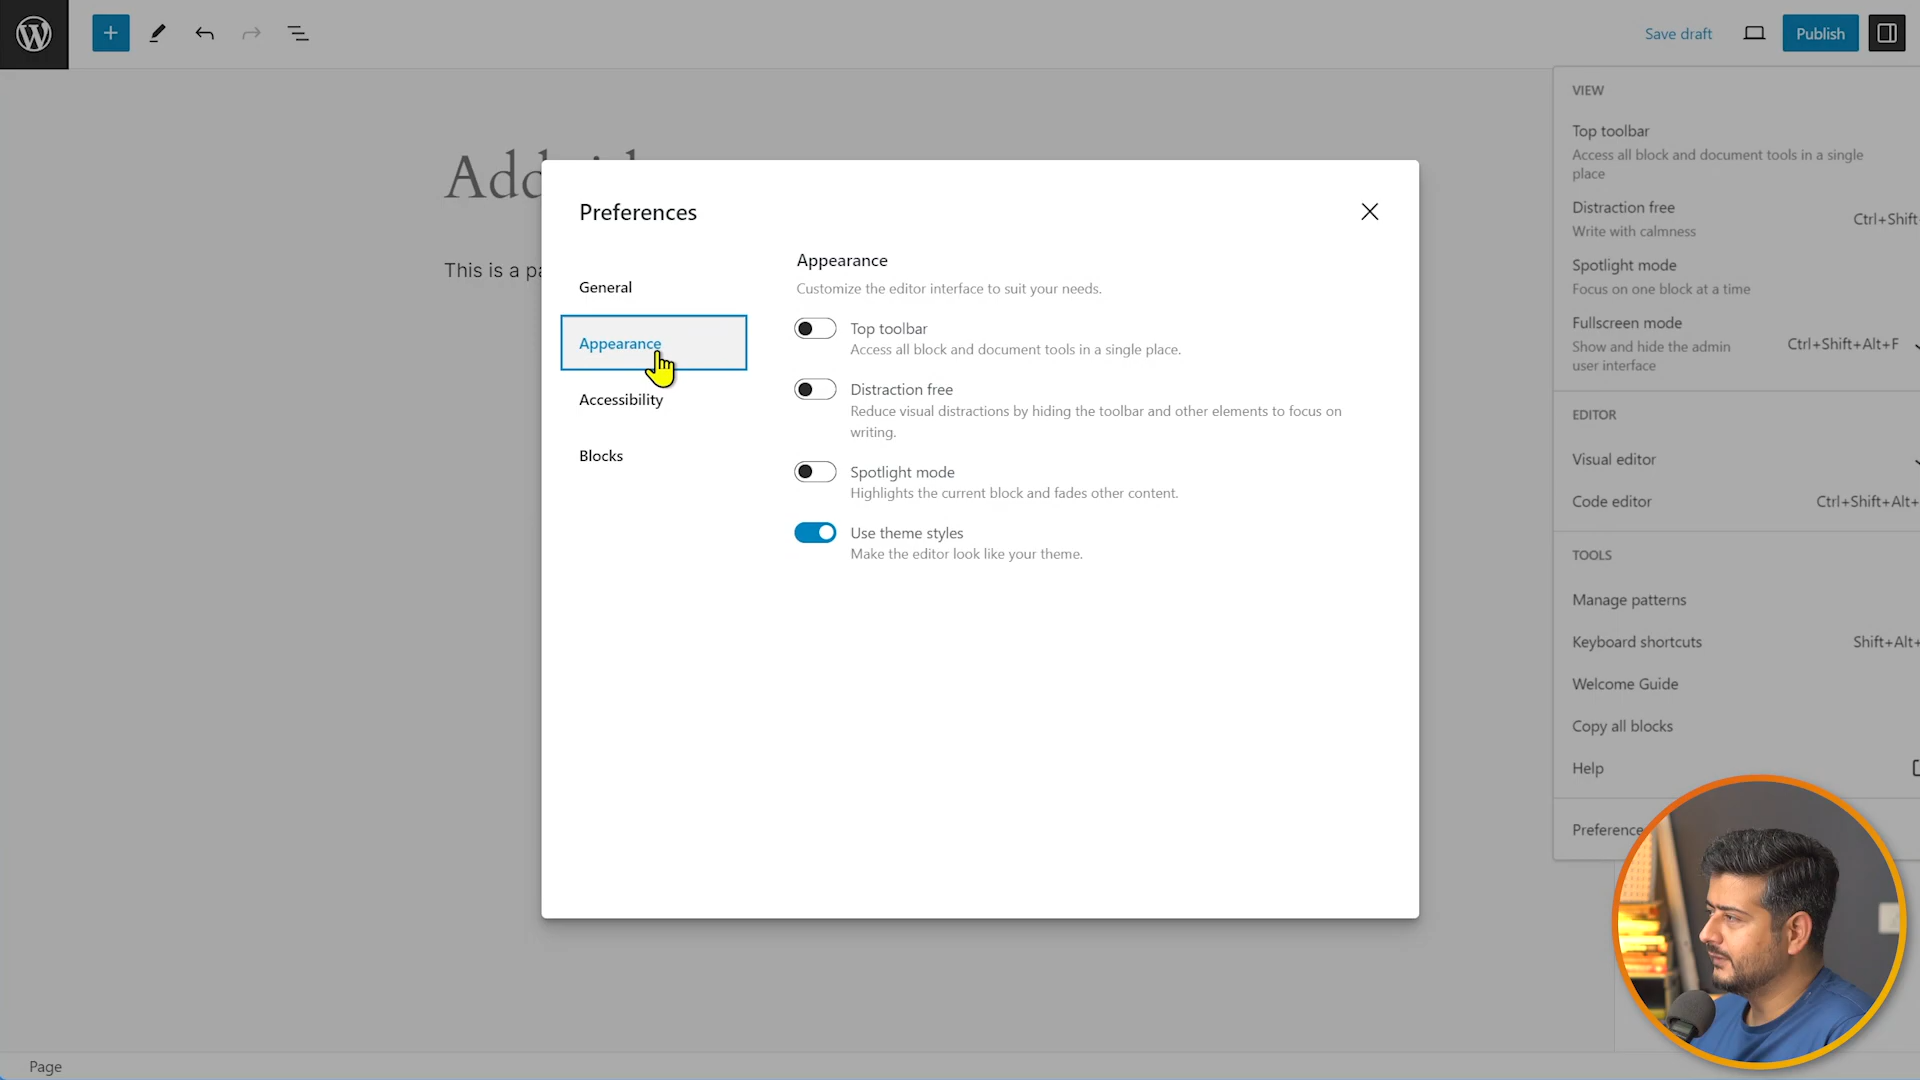 Save draft
Publish
Add
This is a pa
Preferences
General
Appearance
Accessibility
Blocks
Appearance
Customize the editor interface to suit your needs.
Top toolbar
Access all block and document tools in a single place.
Distraction free
Reduce visual distractions by hiding the toolbar and other elements to focus on
writing.
Spotlight mode
Highlights the current block and fades other content.
Use theme styles
Make the editor look like your theme.
VIEW
Top toolbar
Access all block and document tools in a single
place
Distraction free
Ctrl+Shift
Write with calmness
Spotlight mode
Focus on one block at a time
Fullscreen mode
Show and hide the admin
user interface
Ctrl+Shift+Alt+F
EDITOR
Visual editor
Code editor
Ctrl+Shift+Alt+
TOOLS
Manage patterns
Keyboard shortcuts
Shift+Alt+
Welcome Guide
Copy all blocks
Help
Preference
Page